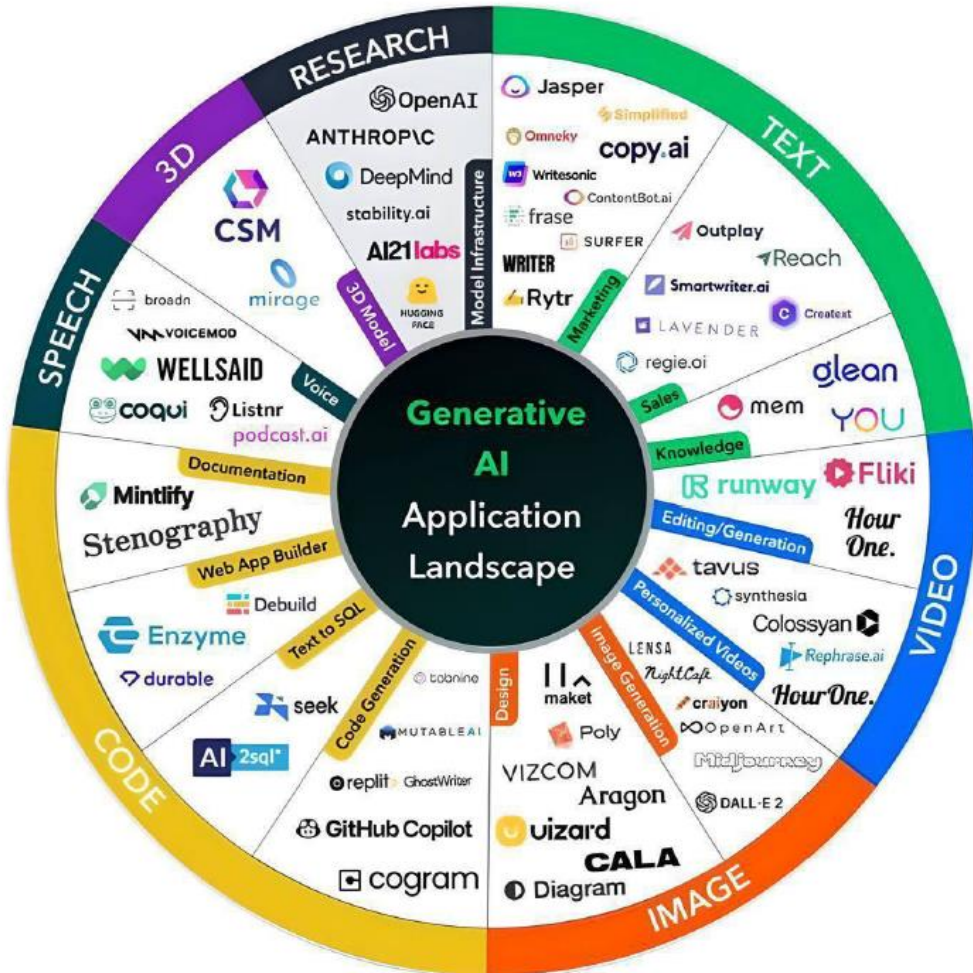 RESEARCH
OpenAI
ANTHROP\C
DeepMind
stability.ai
AI21labs
HUGGING
FACE
Model Infrastructure
TEXT
Jasper
Simplified
Omneky
copy.ai
Writesonic
ContentBot.ai
frase
SURFER
WRITER
Rytr
Marketing
Outplay
Reach
Smartwriter.ai
Creatext
LAVENDER
regie.ai
Sales
glean
mem
YOU
Knowledge
VIDEO
runway
Fliki
Hour
One.
Editing/Generation
tavus
synthesia
Colossyan
Rephrase.ai
HourOne.
Personalized Videos
IMAGE
LENSA
NightCafe
craiyon
OpenArt
Midjourney
DALL·E 2
Image Generation
maket
Poly
VIZCOM
Aragon
uizard
CALA
Diagram
Design
CODE
tabnine
MUTABLEAI
replit GhostWriter
GitHub Copilot
cogram
Code Generation
seek
AI 2sql
Text to SQL
Debuild
Enzyme
durable
Web App Builder
Mintlify
Stenography
Documentation
SPEECH
broadn
VOICEMOD
WELLSAID
coqui
Listnr
podcast.ai
Voice
3D
CSM
mirage
3D Model
Generative
AI
Application
Landscape